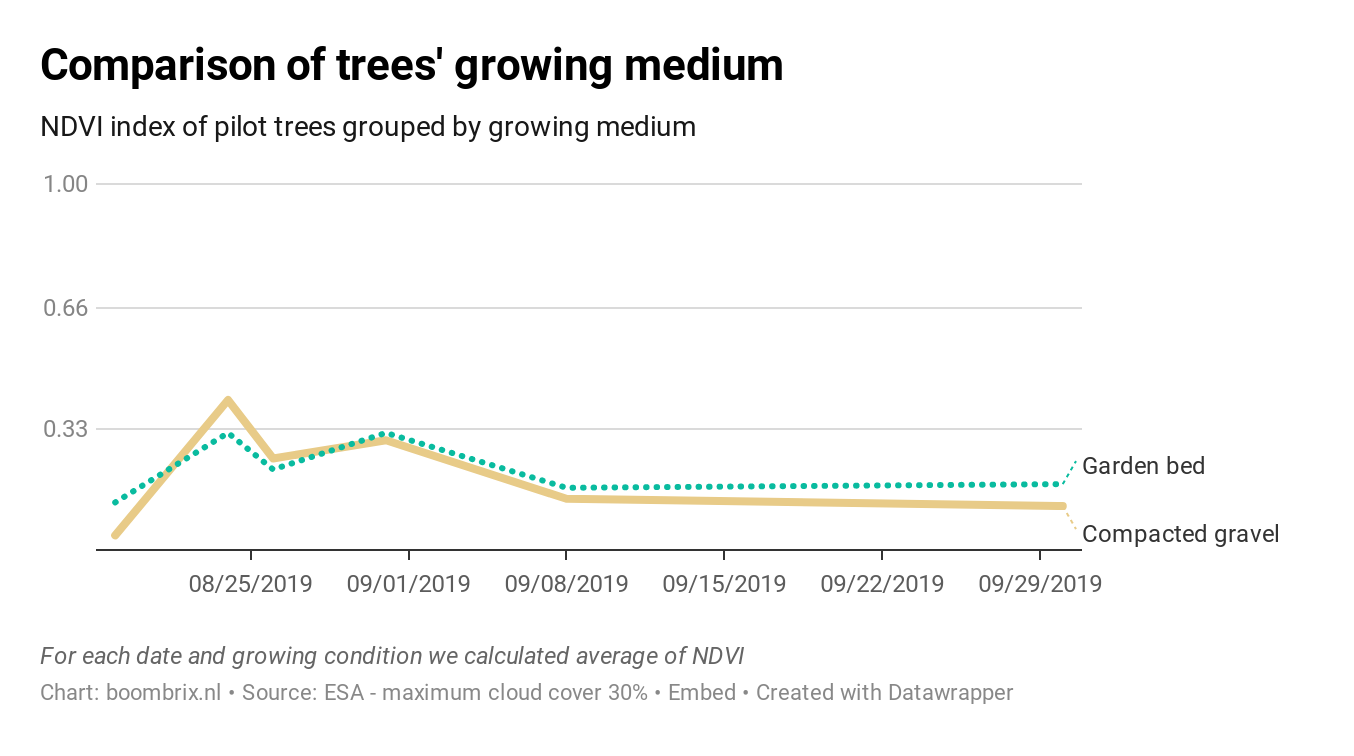 Comparison of trees' growing medium
NDVI index of pilot trees grouped by growing medium
1.00
0.66
0.33
Garden bed
Compacted gravel
08/25/2019 09/01/2019 09/08/2019 09/15/2019 09/22/2019 09/29/2019
For each date and growing condition we calculated average of NDVI
Chart: boombrix.nl • Source: ESA - maximum cloud cover 30% • Embed • Created with Datawrapper